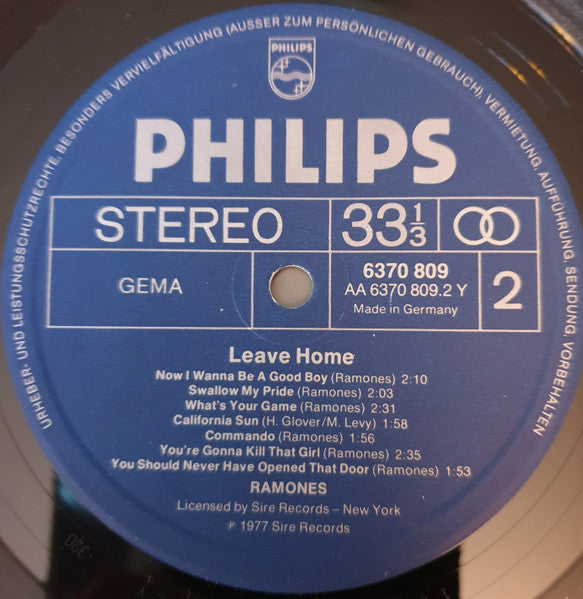 URHEBER- UND LEISTUNGSSCHUTZRECHTE, BESONDERS VERVIELFÄLTIGUNG (AUSSER ZUM PERSÖNLICHEN GEBRAUCH), VERMIETUNG, AUFFÜHRUNG, SENDUNG, VORBEHALTEN
PHILIPS
PHILIPS
STEREO 33 1/3
GEMA
6370 809
AA 6370 809.2 Y
Made in Germany
2
Leave Home
Now I Wanna Be A Good Boy (Ramones) 2:10
Swallow My Pride (Ramones) 2:03
What's Your Game (Ramones) 2:31
California Sun (H. Glover/M. Levy) 1:58
Commando (Ramones) 1:56
You're Gonna Kill That Girl (Ramones) 2:35
You Should Never Have Opened That Door (Ramones) 1:53
RAMONES
Licensed by Sire Records – New York
℗ 1977 Sire Records